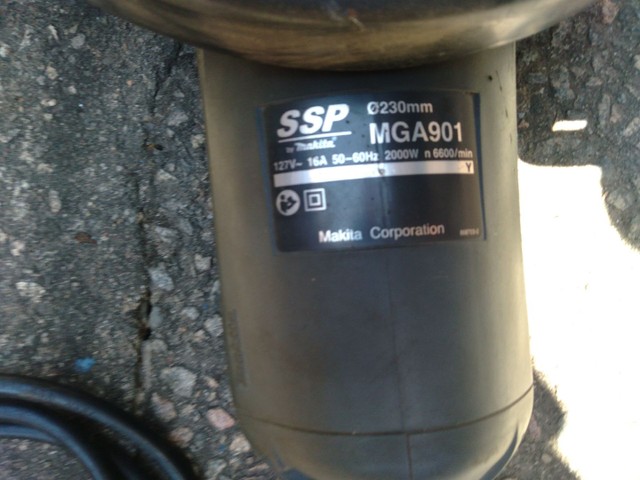 SSP
by Makita
Ø230mm
MGA901
127V~ 16A 50-60Hz 2000W n 6600/min
Y
Makita Corporation